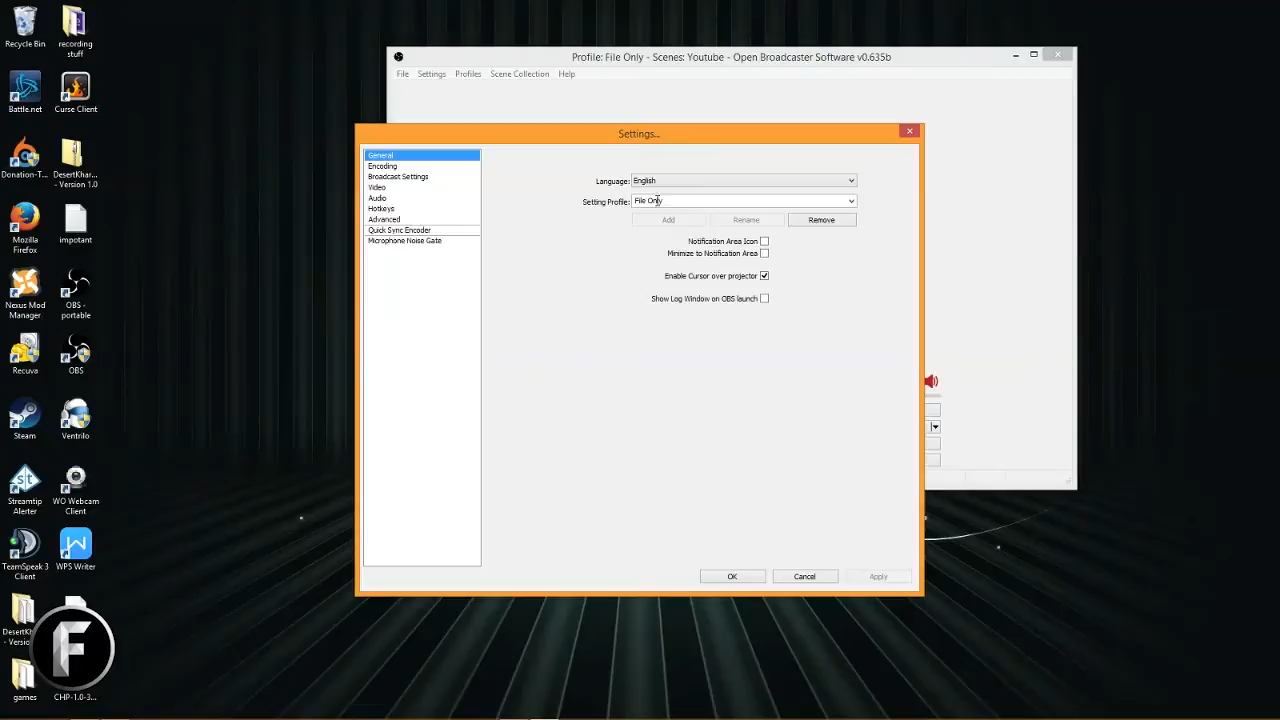 Recycle Bin
recording
stuff
Battle.net
Curse Client
Donation-T...
DesertKhar...
- Version 1.0
Mozilla
Firefox
impotant
Nexus Mod
Manager
OBS -
portable
Recuva
OBS
Steam
Ventrilo
st
Streamtip
Alerter
WO Webcam
Client
TeamSpeak 3
Client
W
WPS Writer
DesertKh
- Versio
F
games
CHP-1.0-3...
Profile: File Only - Scenes: Youtube - Open Broadcaster Software v0.635b
File Settings Profiles Scene Collection Help
Settings...
General
Encoding
Broadcast Settings
Video
Audio
Hotkeys
Advanced
Quick Sync Encoder
Microphone Noise Gate
Language: English
Setting Profile: File Only
Add Rename Remove
Notification Area Icon
Minimize to Notification Area
Enable Cursor over projector
Show Log Window on OBS launch
OK Cancel Apply